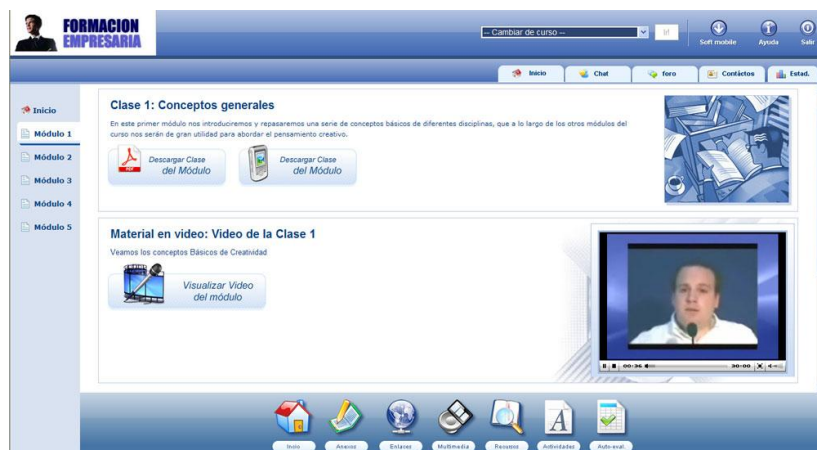 FORMACION
EMPRESARIA
-- Cambiar de curso --
Ir!
Soft mobile
Ayuda
Salir
Inicio
Chat
foro
Contáctos
Estad.
Inicio
Módulo 1
Módulo 2
Módulo 3
Módulo 4
Módulo 5
Clase 1: Conceptos generales
En este primer módulo nos introduciremos y repasaremos una serie de conceptos básicos de diferentes disciplinas, que a lo largo de los otros módulos del
curso nos serán de gran utilidad para abordar el pensamiento creativo.
PDF
Descargar Clase
del Módulo
Descargar Clase
del Módulo
Material en video: Video de la Clase 1
Veamos los conceptos Básicos de Creatividad
Visualizar Video
del módulo
00:36
30:00
Inicio
Anexos
Enlaces
Multimedia
Recursos
A
Actividades
Auto-eval.